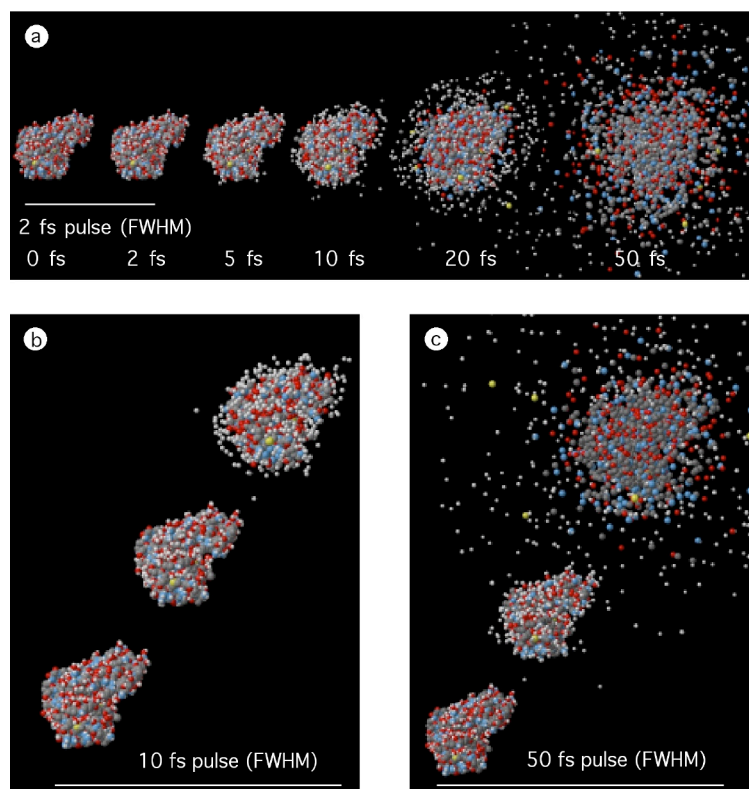 a
2 fs pulse (FWHM)
0 fs 2 fs 5 fs 10 fs 20 fs 50 fs
b
10 fs pulse (FWHM)
c
50 fs pulse (FWHM)